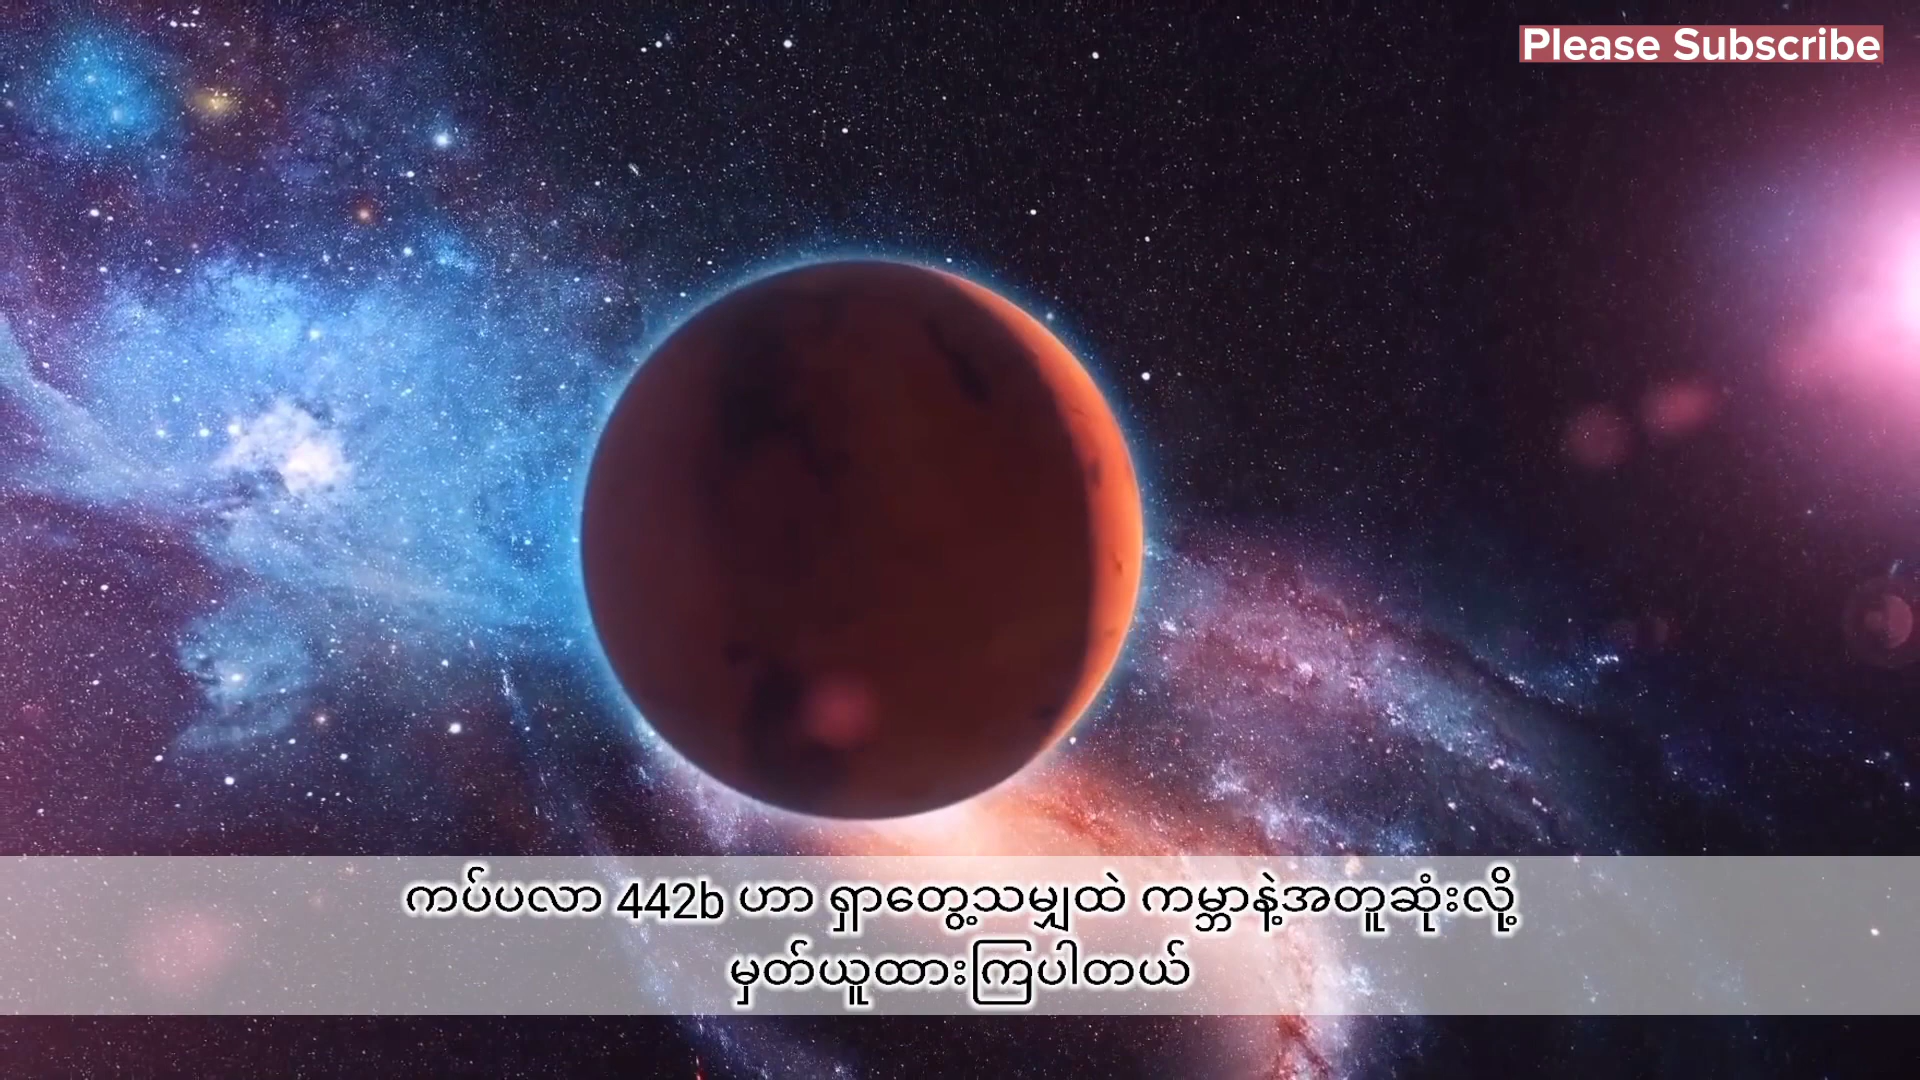 Please Subscribe
ကပ်ပလာ 442b ဟာ ရှာတွေ့သမျှထဲ ကမ္ဘာနဲ့အတူဆုံးလို့
မှတ်ယူထားကြပါတယ်